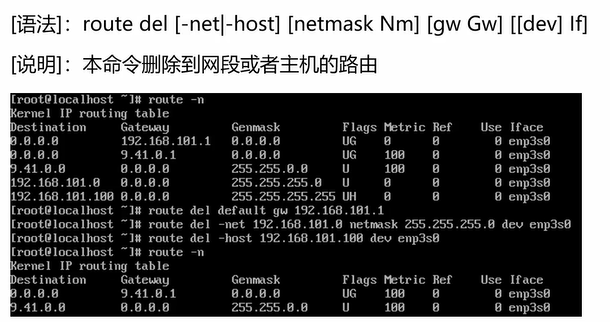 [语法]：route del [-net|-host] [netmask Nm] [gw Gw] [[dev] If]
[说明]：本命令删除到网段或者主机的路由
[root@localhost ~]# route -n
Kernel IP routing table
Destination Gateway Genmask Flags Metric Ref Use Iface
0.0.0.0 192.168.101.1 0.0.0.0 UG 0 0 0 enp3s0
0.0.0.0 9.41.0.1 0.0.0.0 UG 100 0 0 enp3s0
9.41.0.0 0.0.0.0 255.255.0.0 U 100 0 0 enp3s0
192.168.101.0 0.0.0.0 255.255.255.0 U 0 0 0 enp3s0
192.168.101.100 0.0.0.0 255.255.255.255 UH 0 0 0 enp3s0
[root@localhost ~]# route del default gw 192.168.101.1
[root@localhost ~]# route del -net 192.168.101.0 netmask 255.255.255.0 dev enp3s0
[root@localhost ~]# route del -host 192.168.101.100 dev enp3s0
[root@localhost ~]# route -n
Kernel IP routing table
Destination Gateway Genmask Flags Metric Ref Use Iface
0.0.0.0 9.41.0.1 0.0.0.0 UG 100 0 0 enp3s0
9.41.0.0 0.0.0.0 255.255.0.0 U 100 0 0 enp3s0